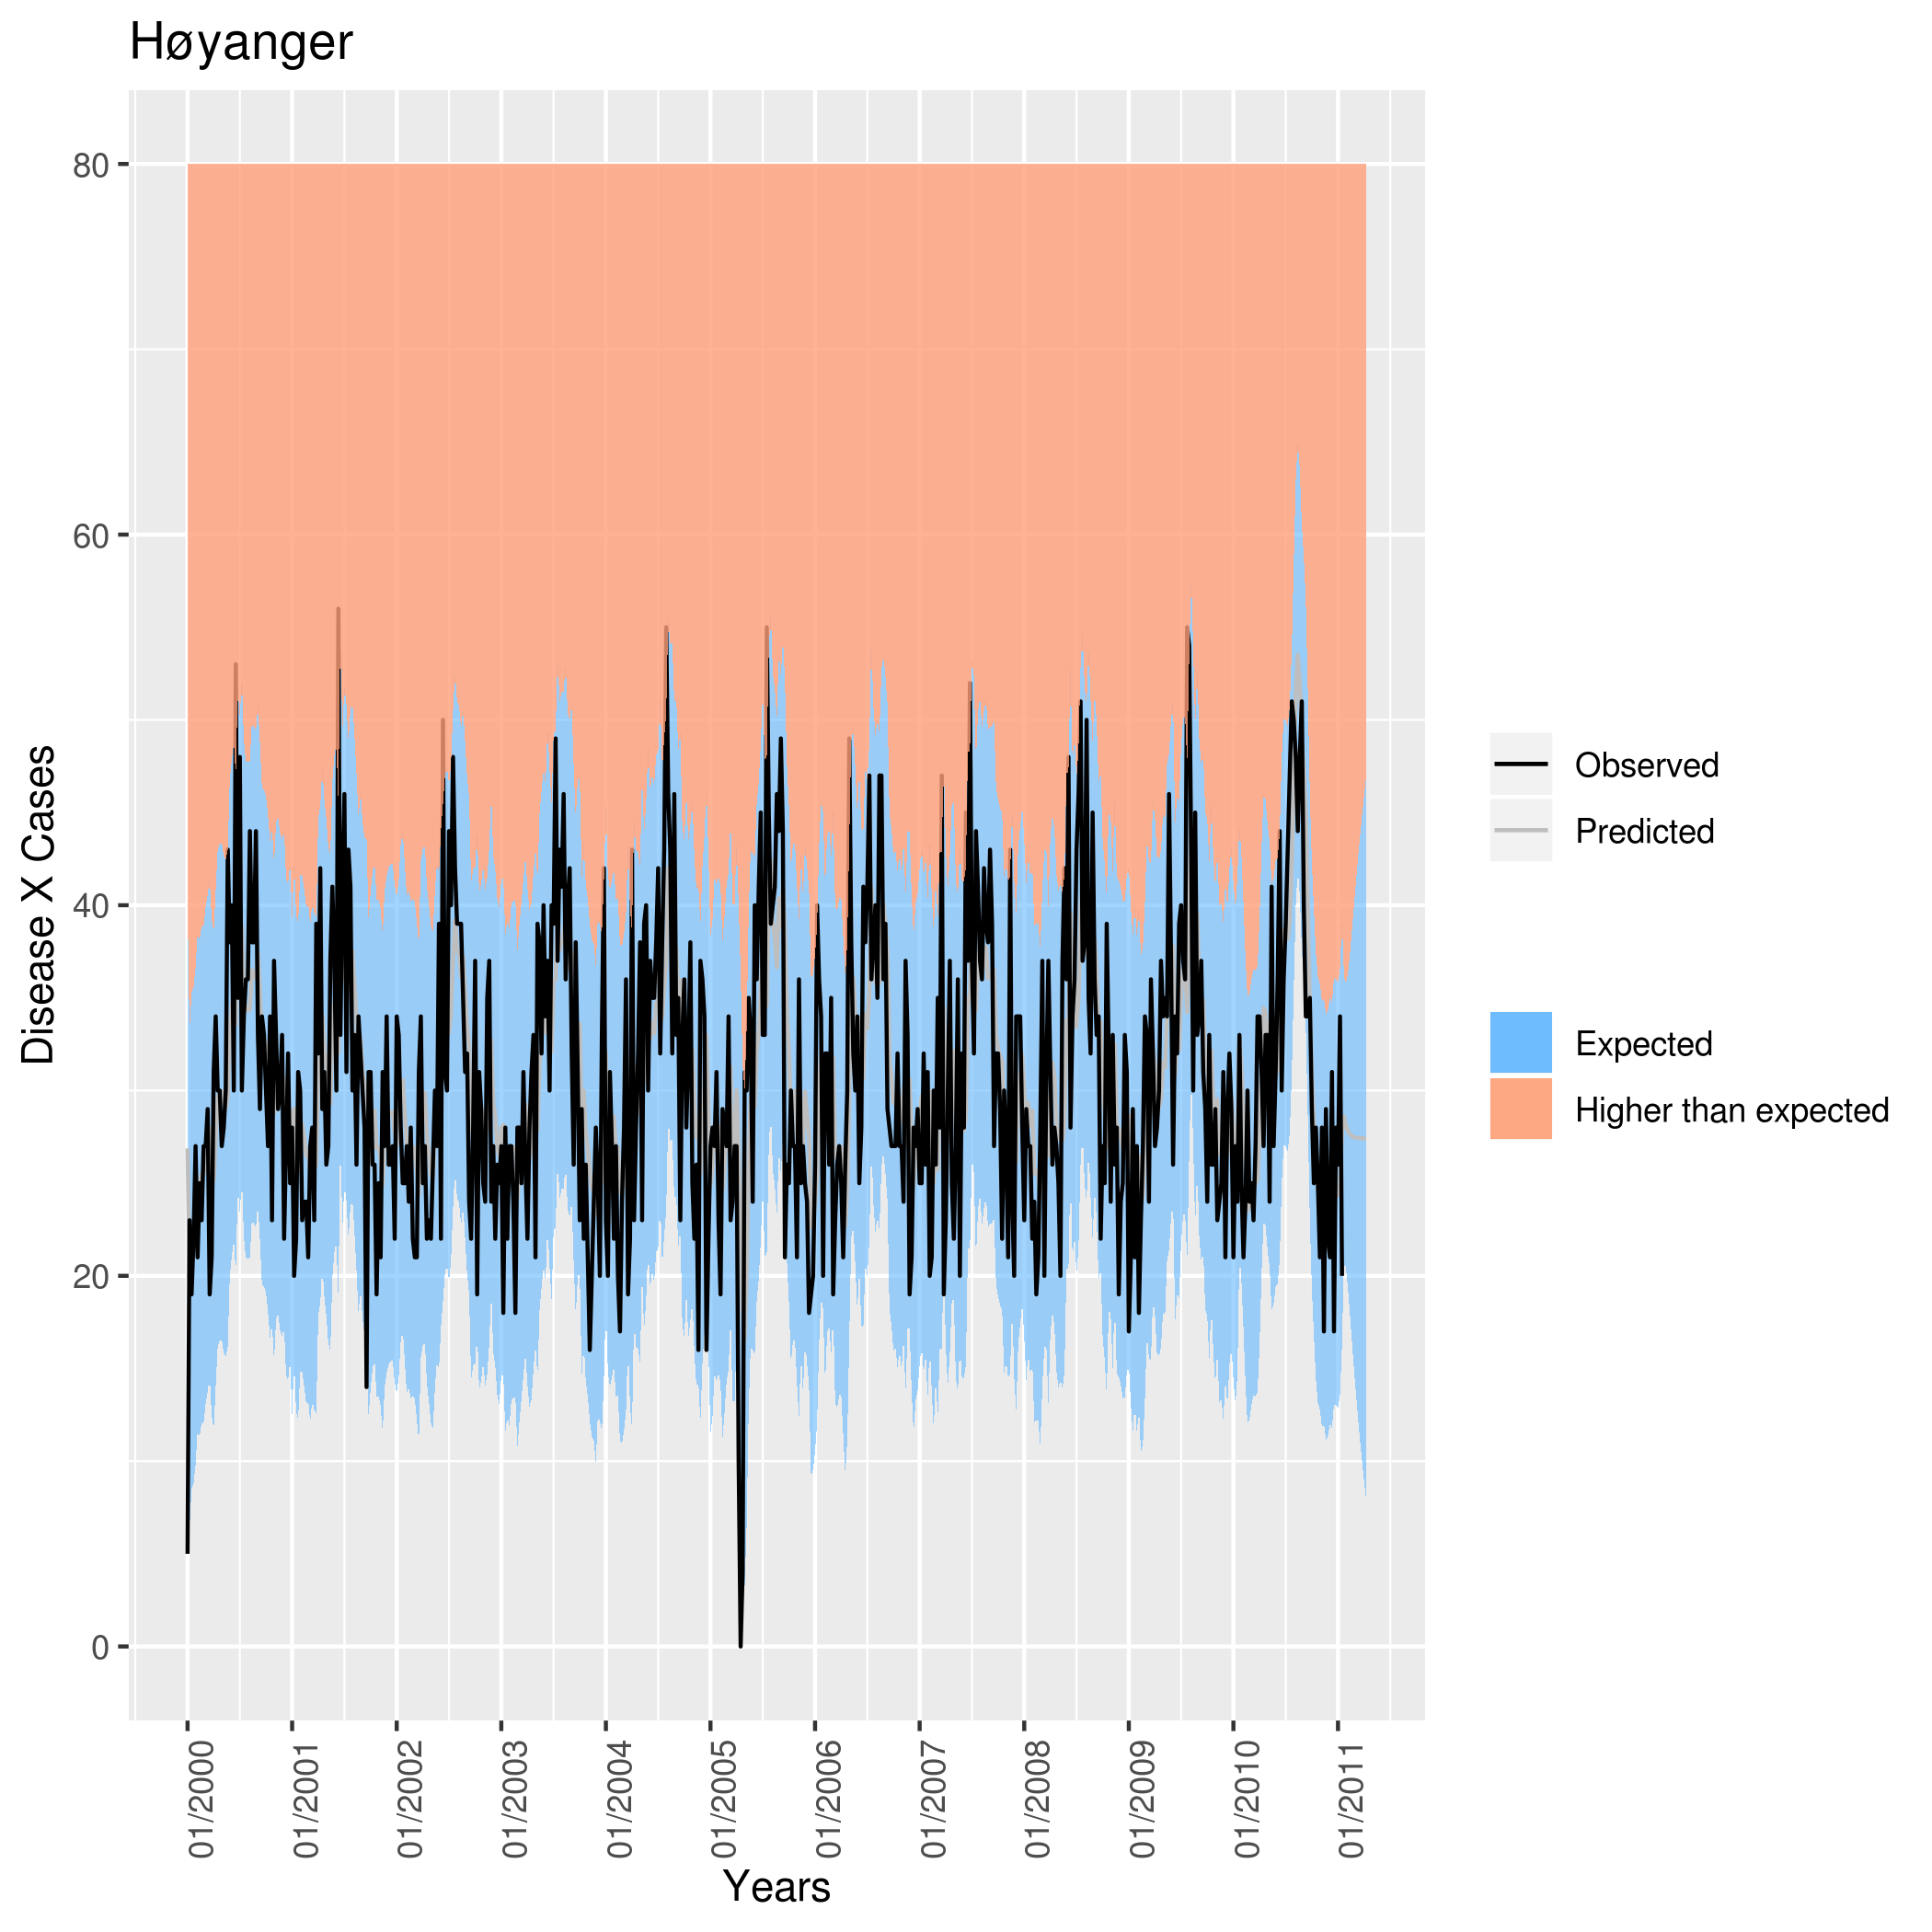 Høyanger
Disease X Cases
80
60
40
20
0
01/2000
01/2001
01/2002
01/2003
01/2004
01/2005
01/2006
01/2007
01/2008
01/2009
01/2010
01/2011
Years
Observed
Predicted
Expected
Higher than expected